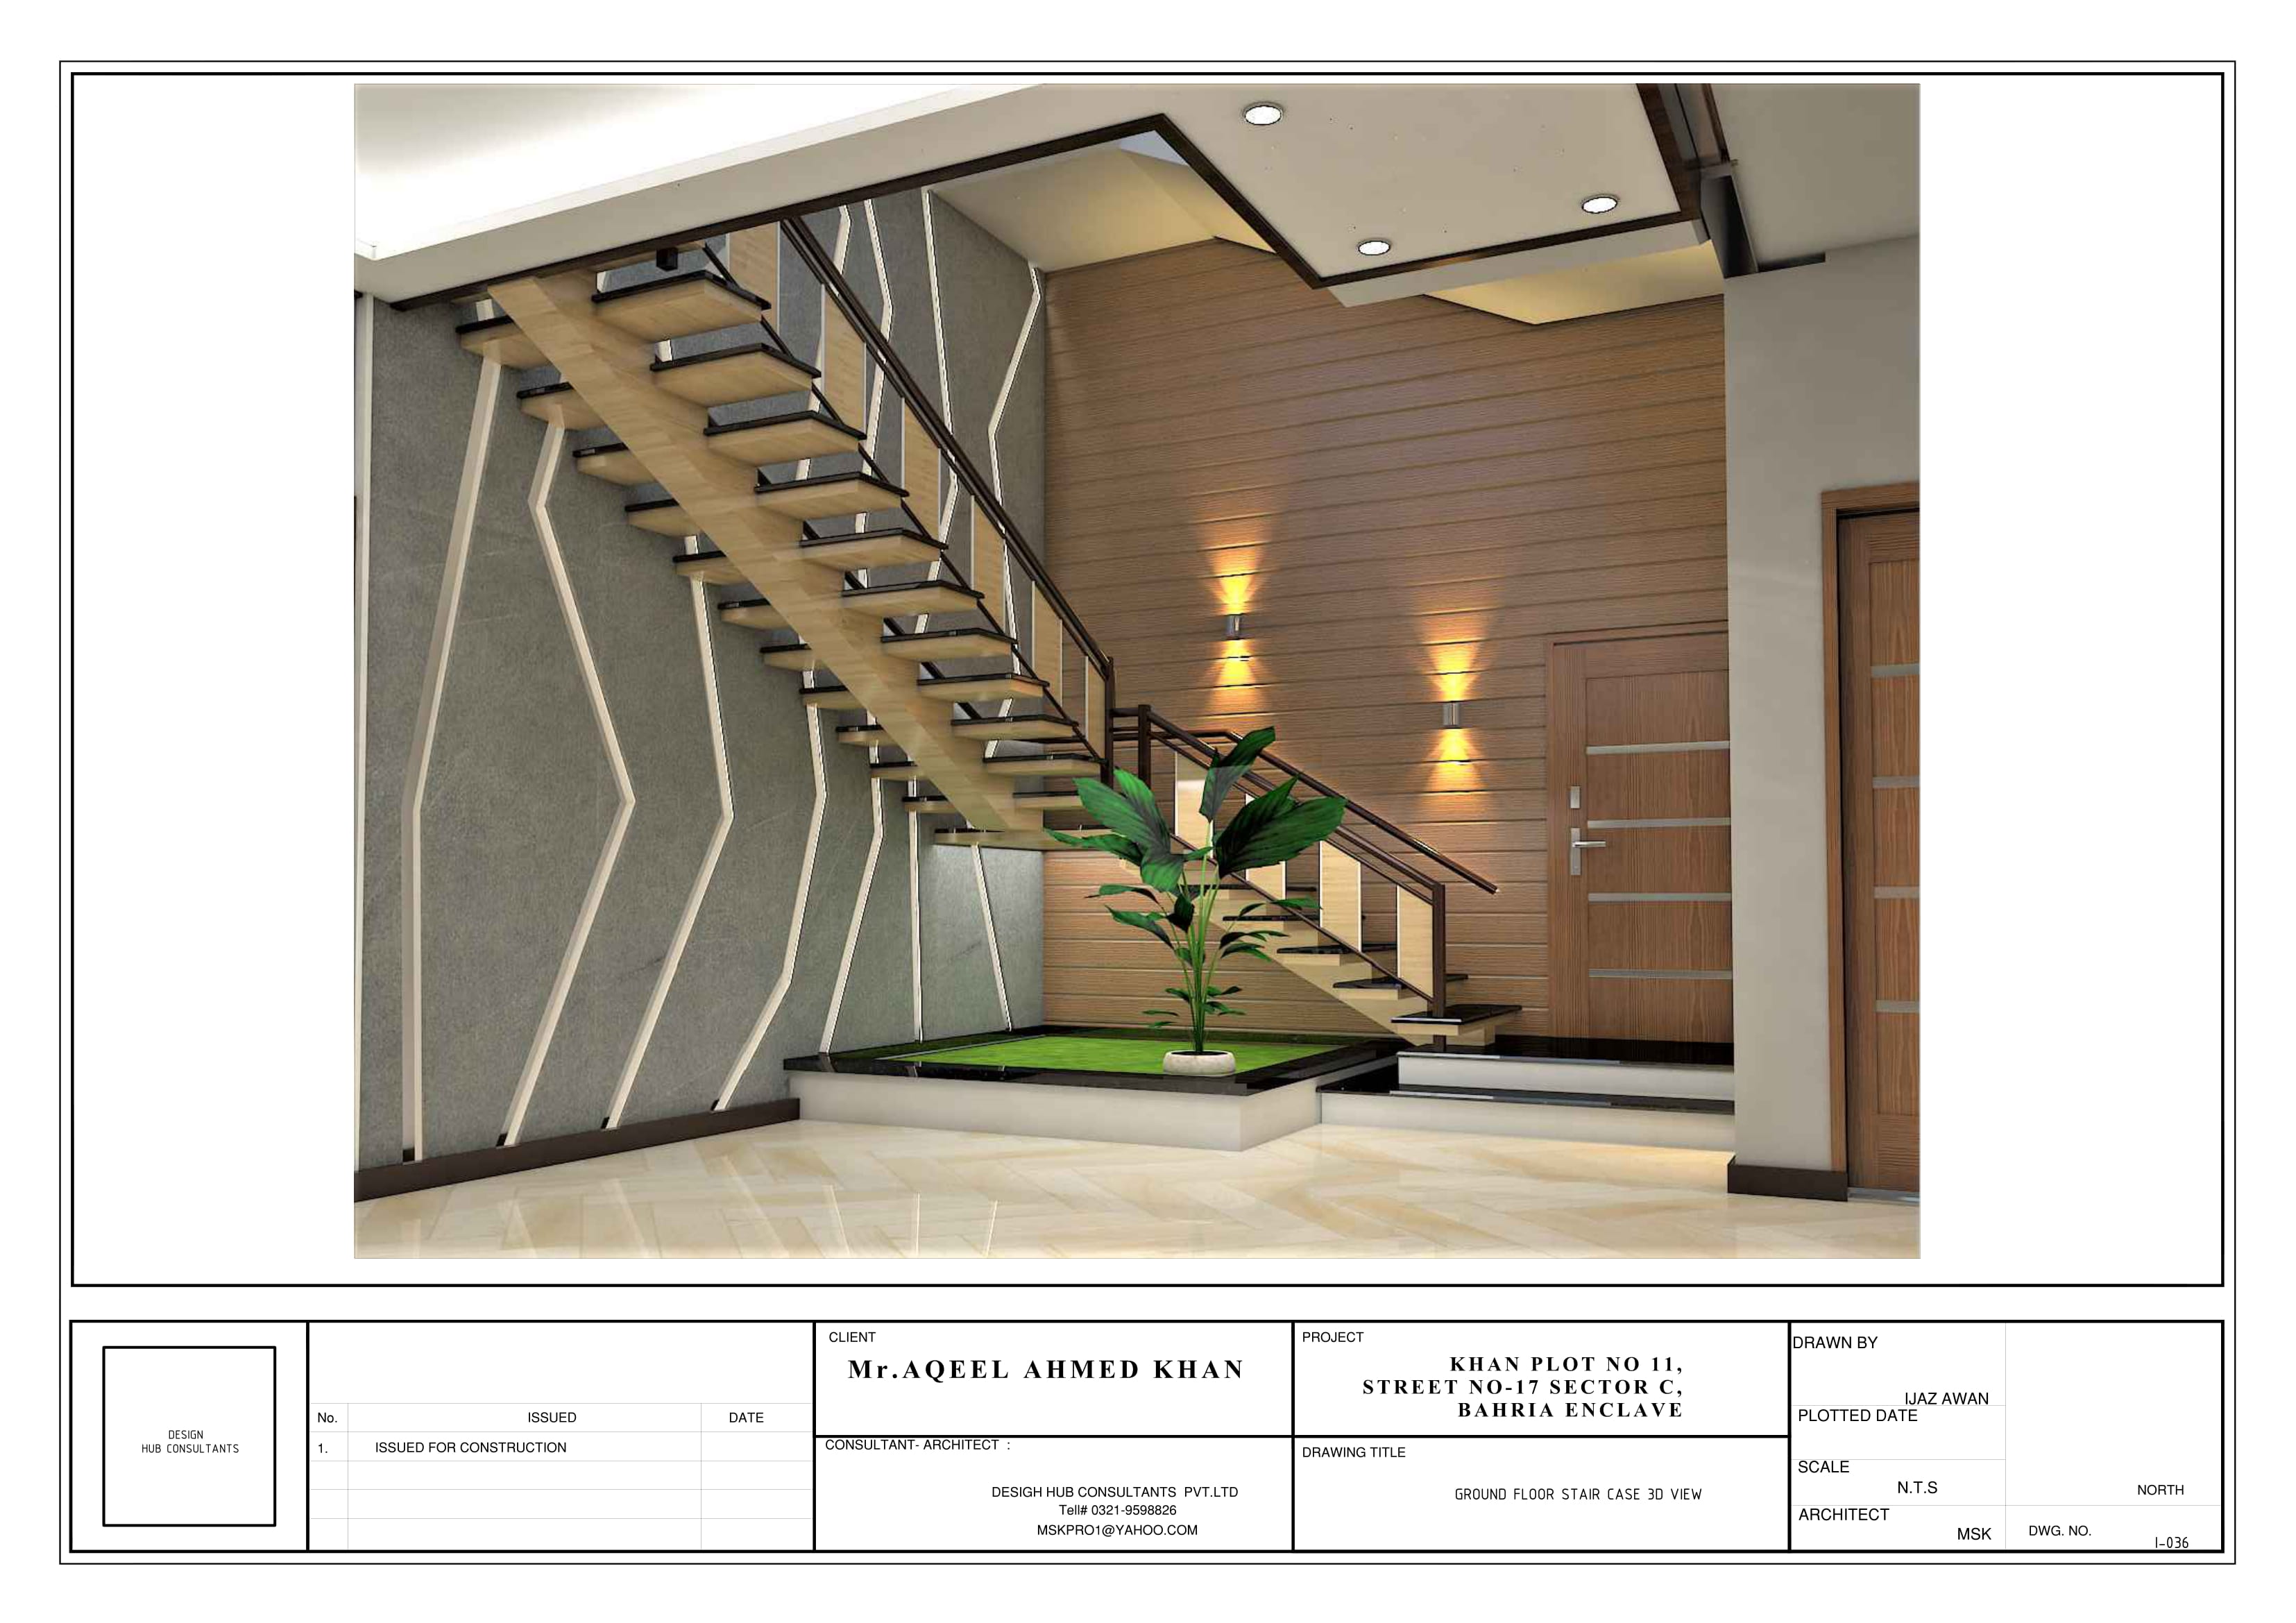 DESIGN
HUB CONSULTANTS
No. ISSUED DATE
1. ISSUED FOR CONSTRUCTION
CLIENT
Mr.AQEEL AHMED KHAN
CONSULTANT- ARCHITECT :
DESIGH HUB CONSULTANTS PVT.LTD
Tell# 0321-9598826
MSKPRO1@YAHOO.COM
PROJECT
KHAN PLOT NO 11,
STREET NO-17 SECTOR C,
BAHRIA ENCLAVE
DRAWING TITLE
GROUND FLOOR STAIR CASE 3D VIEW
DRAWN BY
IJAZ AWAN
PLOTTED DATE
SCALE
N.T.S
ARCHITECT
MSK
NORTH
DWG. NO.
I-036